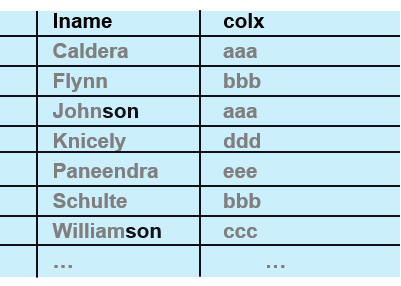 lname colx
Caldera aaa
Flynn bbb
Johnson aaa
Knicely ddd
Paneendra eee
Schulte bbb
Williamson ccc
... ...